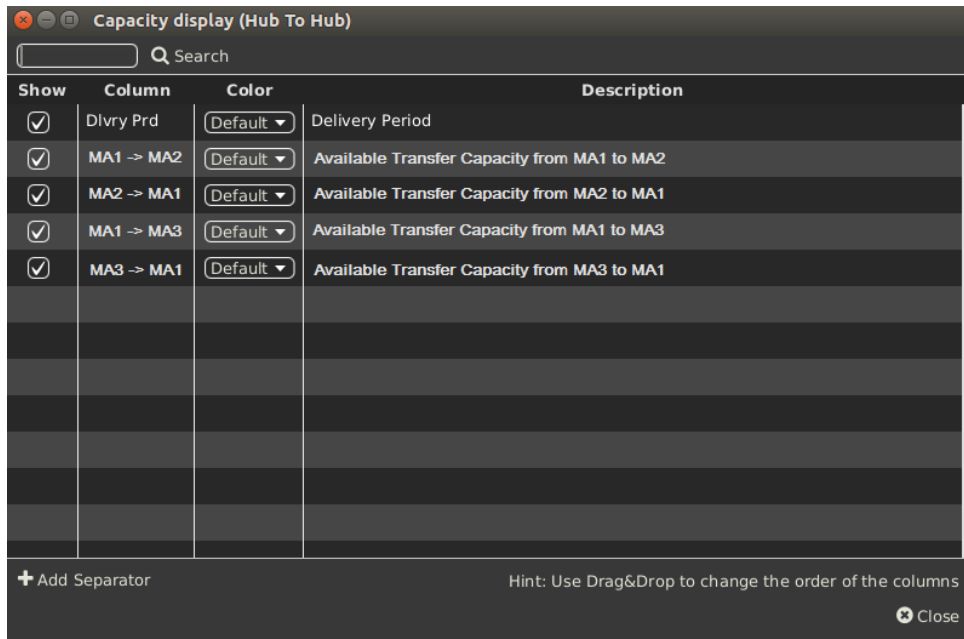 Capacity display (Hub To Hub)
Search
Show Column Color Description
Dlvry Prd Default Delivery Period
MA1 -> MA2 Default Available Transfer Capacity from MA1 to MA2
MA2 -> MA1 Default Available Transfer Capacity from MA2 to MA1
MA1 -> MA3 Default Available Transfer Capacity from MA1 to MA3
MA3 -> MA1 Default Available Transfer Capacity from MA3 to MA1
Add Separator Hint: Use Drag&Drop to change the order of the columns
Close